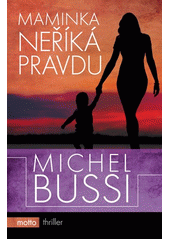 MAMINKA
NEŘÍKÁ
PRAVDU
MICHEL
BUSSI
motto thriller